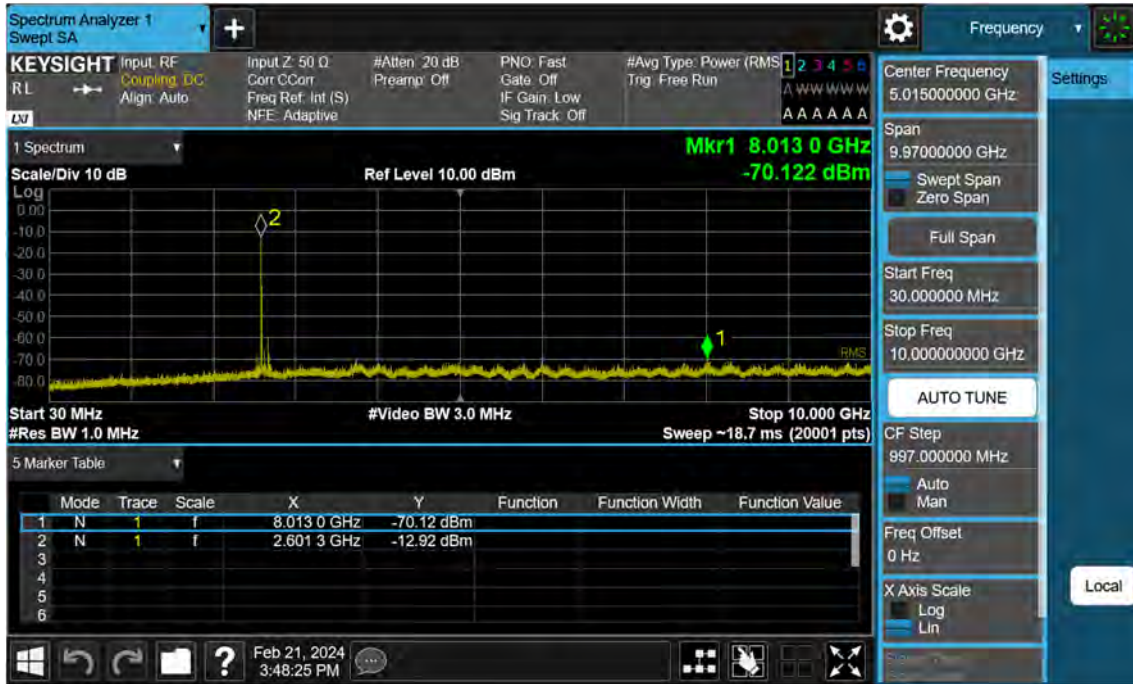 Spectrum Analyzer 1
Swept SA
+
Frequency
KEYSIGHT
RL
LXI
Input: RF
Coupling: DC
Align: Auto
Input Z: 50 Ω
Corr CCorr
Freq Ref: Int (S)
NFE: Adaptive
#Atten: 20 dB
Preamp: Off
PNO: Fast
Gate: Off
IF Gain: Low
Sig Track: Off
#Avg Type: Power (RMS
Trig: Free Run
1 2 3 4 5 6
A W W W W W
A A A A A A
1 Spectrum
Mkr1 8.013 0 GHz
Scale/Div 10 dB
Ref Level 10.00 dBm
-70.122 dBm
Log
0.00
-10.0
-20.0
-30.0
-40.0
-50.0
-60.0
-70.0
-80.0
2
1
RMS
Start 30 MHz
#Video BW 3.0 MHz
Stop 10.000 GHz
#Res BW 1.0 MHz
Sweep ~18.7 ms (20001 pts)
5 Marker Table
Mode Trace Scale X Y Function Function Width Function Value
1 N 1 f 8.013 0 GHz -70.12 dBm
2 N 1 f 2.601 3 GHz -12.92 dBm
3
4
5
6
?
Feb 21, 2024
3:48:25 PM
Center Frequency
5.015000000 GHz
Span
9.97000000 GHz
Swept Span
Zero Span
Full Span
Start Freq
30.000000 MHz
Stop Freq
10.000000000 GHz
AUTO TUNE
CF Step
997.000000 MHz
Auto
Man
Freq Offset
0 Hz
X Axis Scale
Log
Lin
Settings
Local